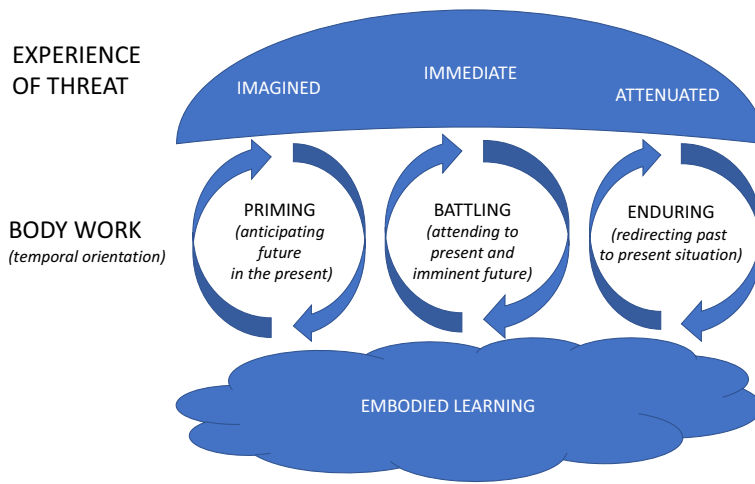 EXPERIENCE
OF THREAT
IMAGINED
IMMEDIATE
ATTENUATED
BODY WORK
(temporal orientation)
PRIMING
(anticipating
future
in the present)
BATTLING
(attending to
present and
imminent future)
ENDURING
(redirecting past
to present situation)
EMBODIED LEARNING